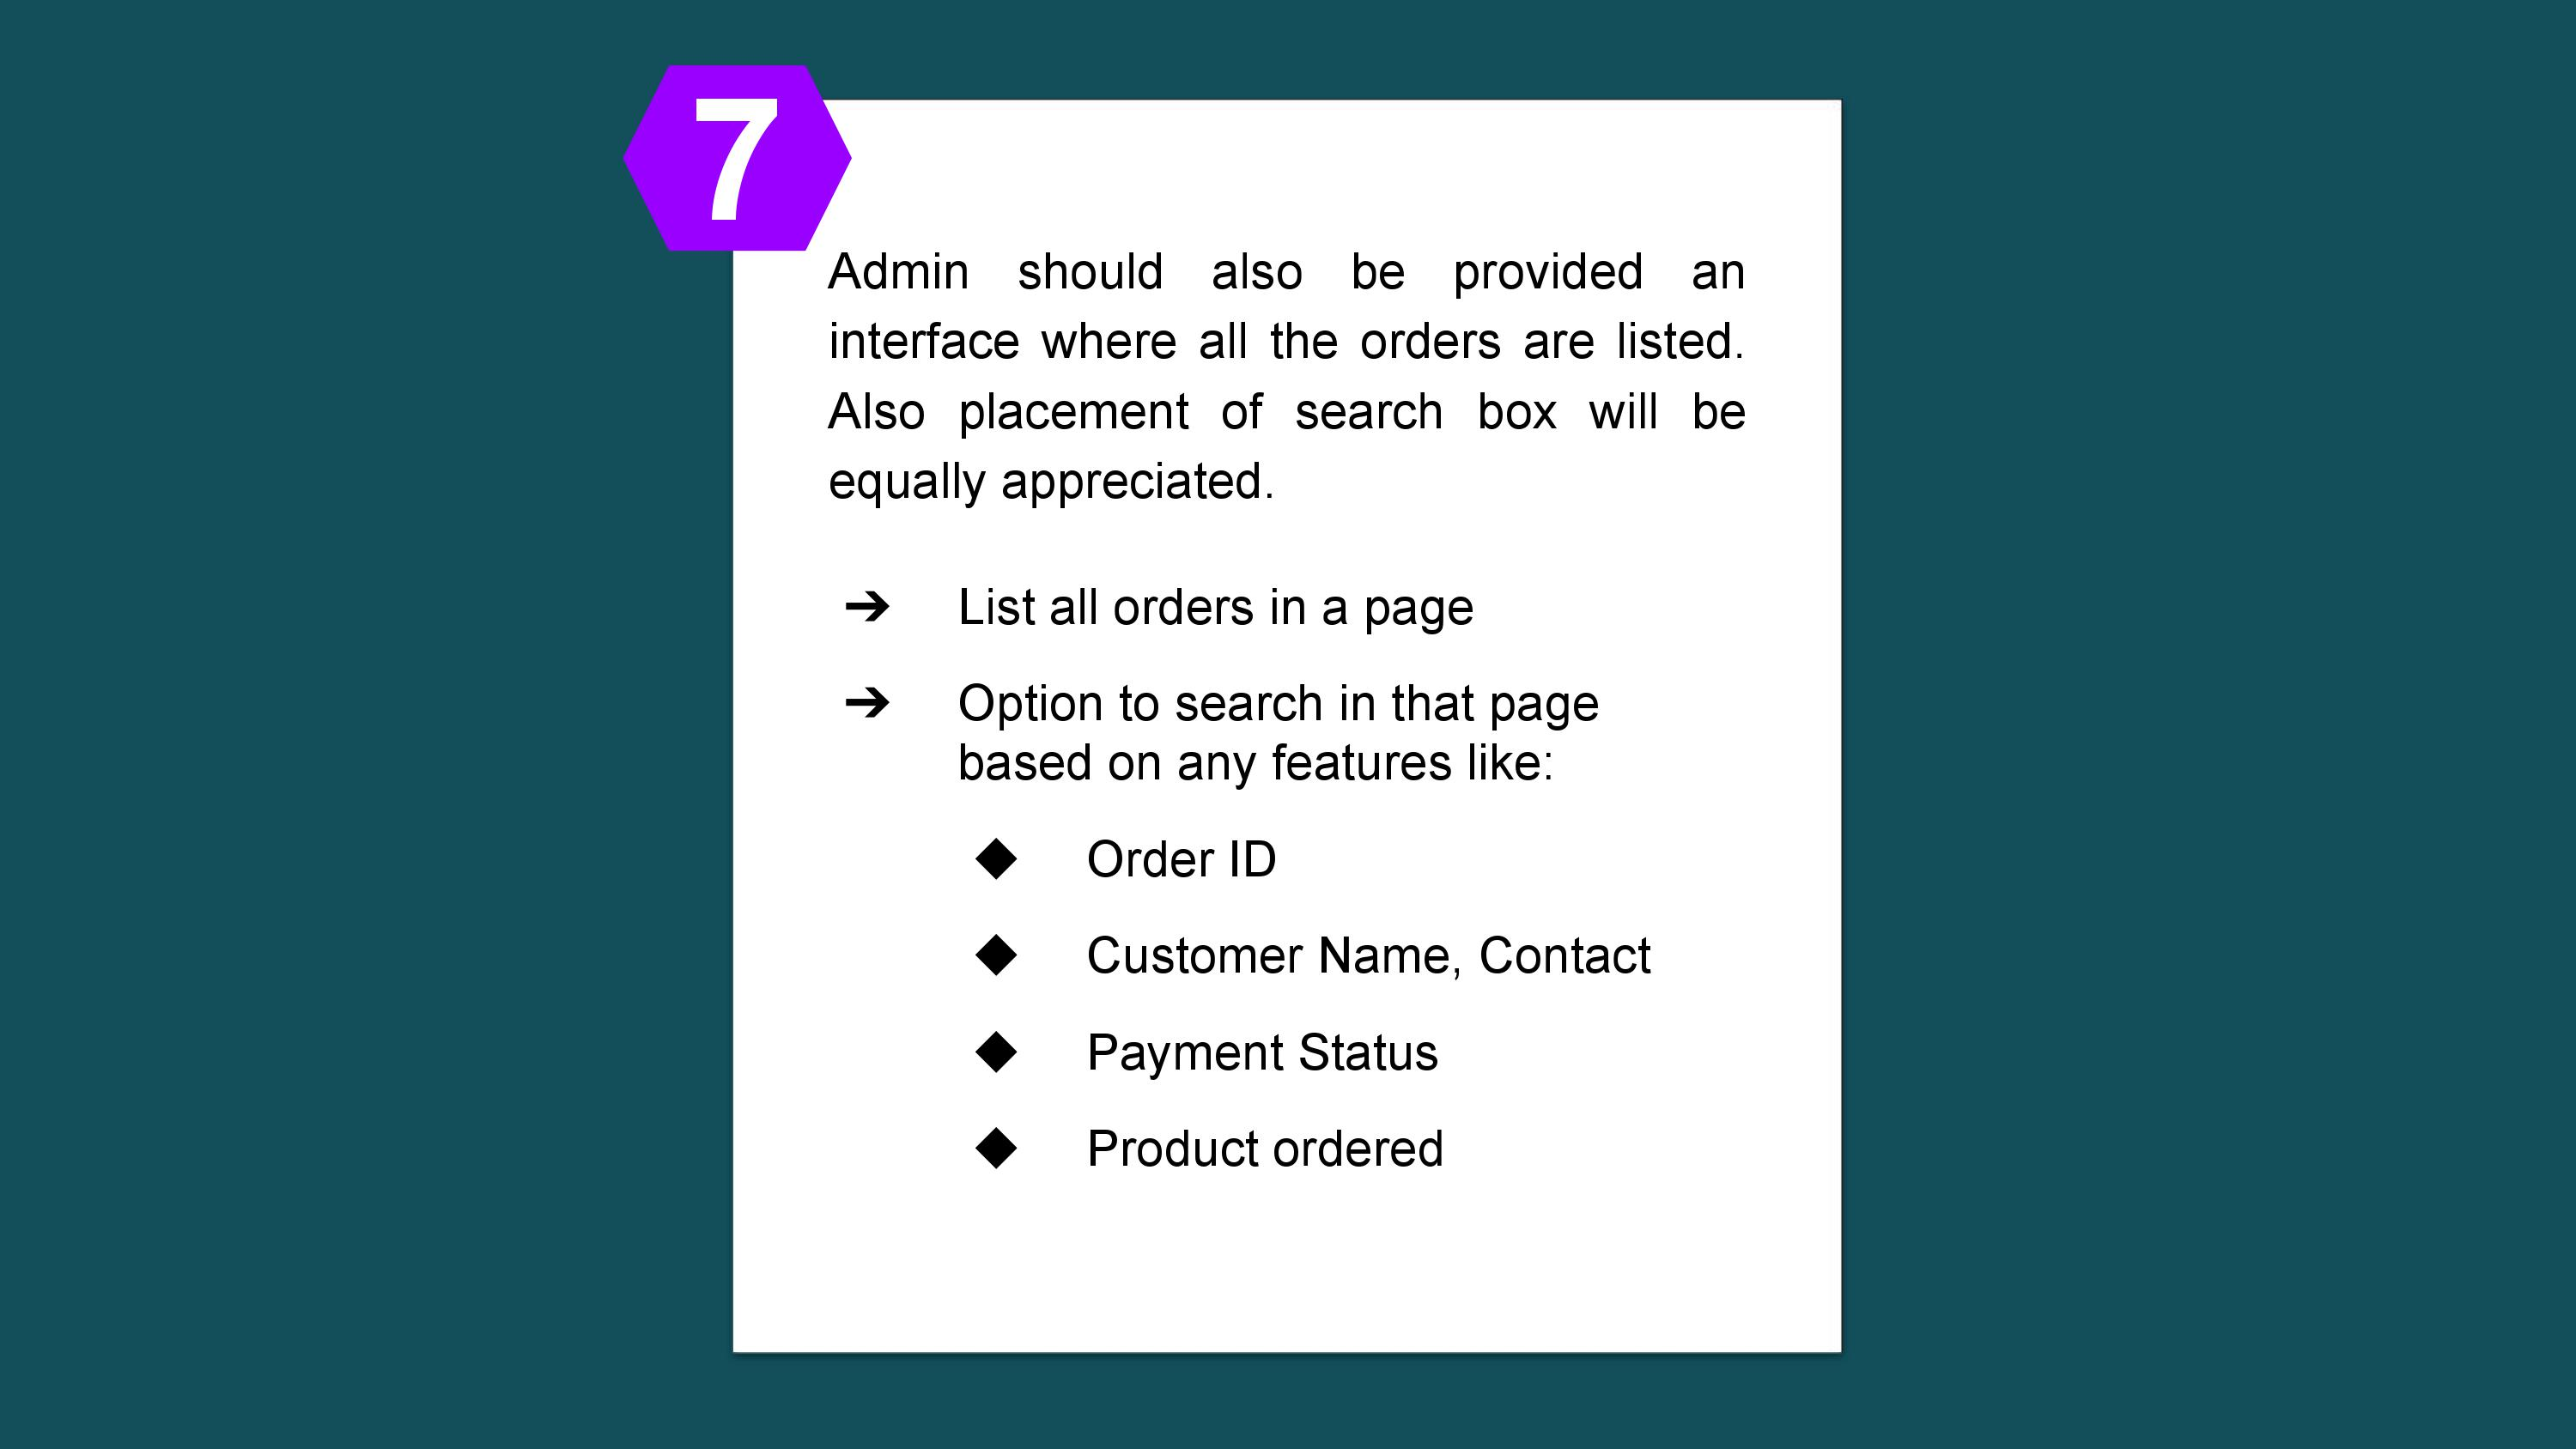 7
Admin should also be provided an
interface where all the orders are listed.
Also placement of search box will be
equally appreciated.
➔ List all orders in a page
➔ Option to search in that page
based on any features like:
◆ Order ID
◆ Customer Name, Contact
◆ Payment Status
◆ Product ordered